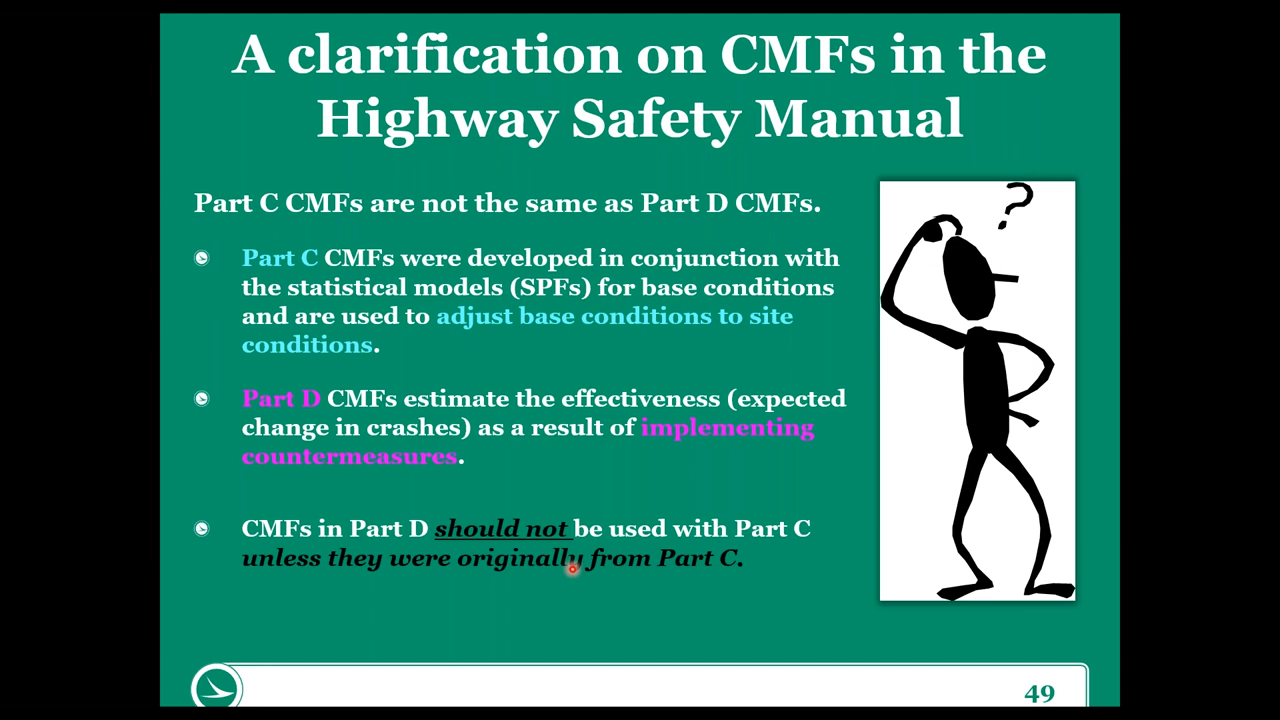 A clarification on CMFs in the
Highway Safety Manual
Part C CMFs are not the same as Part D CMFs.
Part C CMFs were developed in conjunction with
the statistical models (SPFs) for base conditions
and are used to adjust base conditions to site
conditions.
Part D CMFs estimate the effectiveness (expected
change in crashes) as a result of implementing
countermeasures.
CMFs in Part D should not be used with Part C
unless they were originally from Part C.
?
49